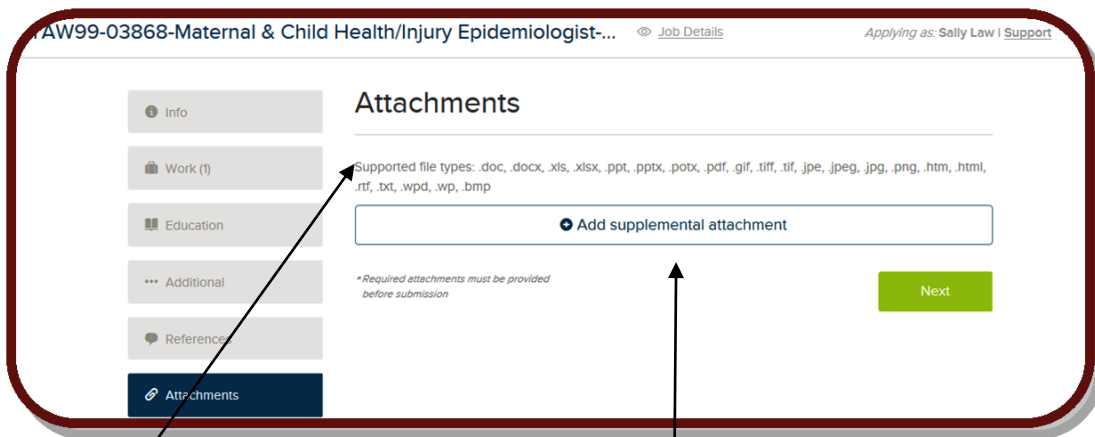 AW99-03868-Maternal & Child Health/Injury Epidemiologist-... Job Details Applying as: Sally Law | Support
Info
Attachments
Work (1)
Supported file types: .doc, .docx, .xls, .xlsx, .ppt, .pptx, .potx, .pdf, .gif, .tiff, .tif, .jpe, .jpeg, .jpg, .png, .htm, .html,
.rtf, .txt, .wpd, .wp, .bmp
Education
Add supplemental attachment
Additional
* Required attachments must be provided
before submission
Next
References
Attachments